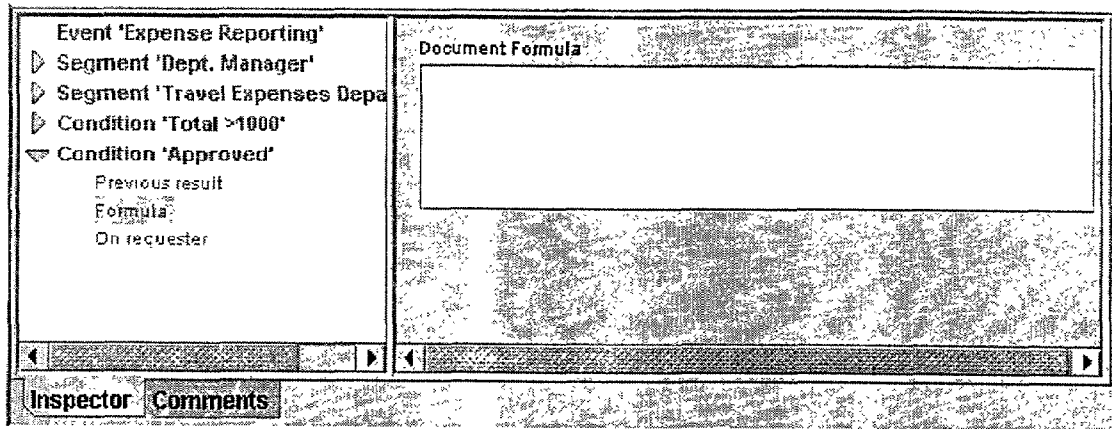 Event 'Expense Reporting'
Segment 'Dept. Manager'
Segment 'Travel Expenses Depa
Condition 'Total >1000'
Condition 'Approved'
Previous result
Formula
On requester
Document Formula
Inspector Comments